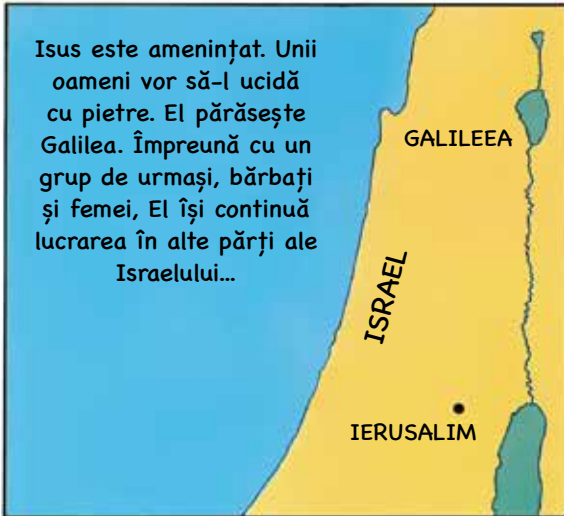 Isus este amenințat. Unii
oameni vor să-l ucidă
cu pietre. El părăsește
Galilea. Împreună cu un
grup de urmași, bărbați
și femei, El își continuă
lucrarea în alte părți ale
Israelului...
GALILEEA
ISRAEL
IERUSALIM